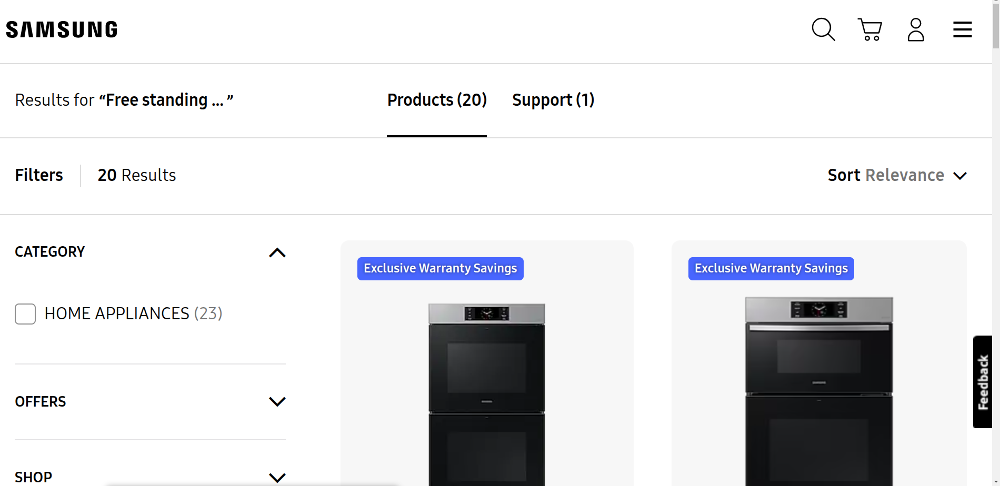 SAMSUNG
Results for “Free standing ... ”
Products (20)
Support (1)
Filters
20 Results
Sort Relevance
CATEGORY
HOME APPLIANCES (23)
OFFERS
SHOP
Exclusive Warranty Savings
Exclusive Warranty Savings
Feedback